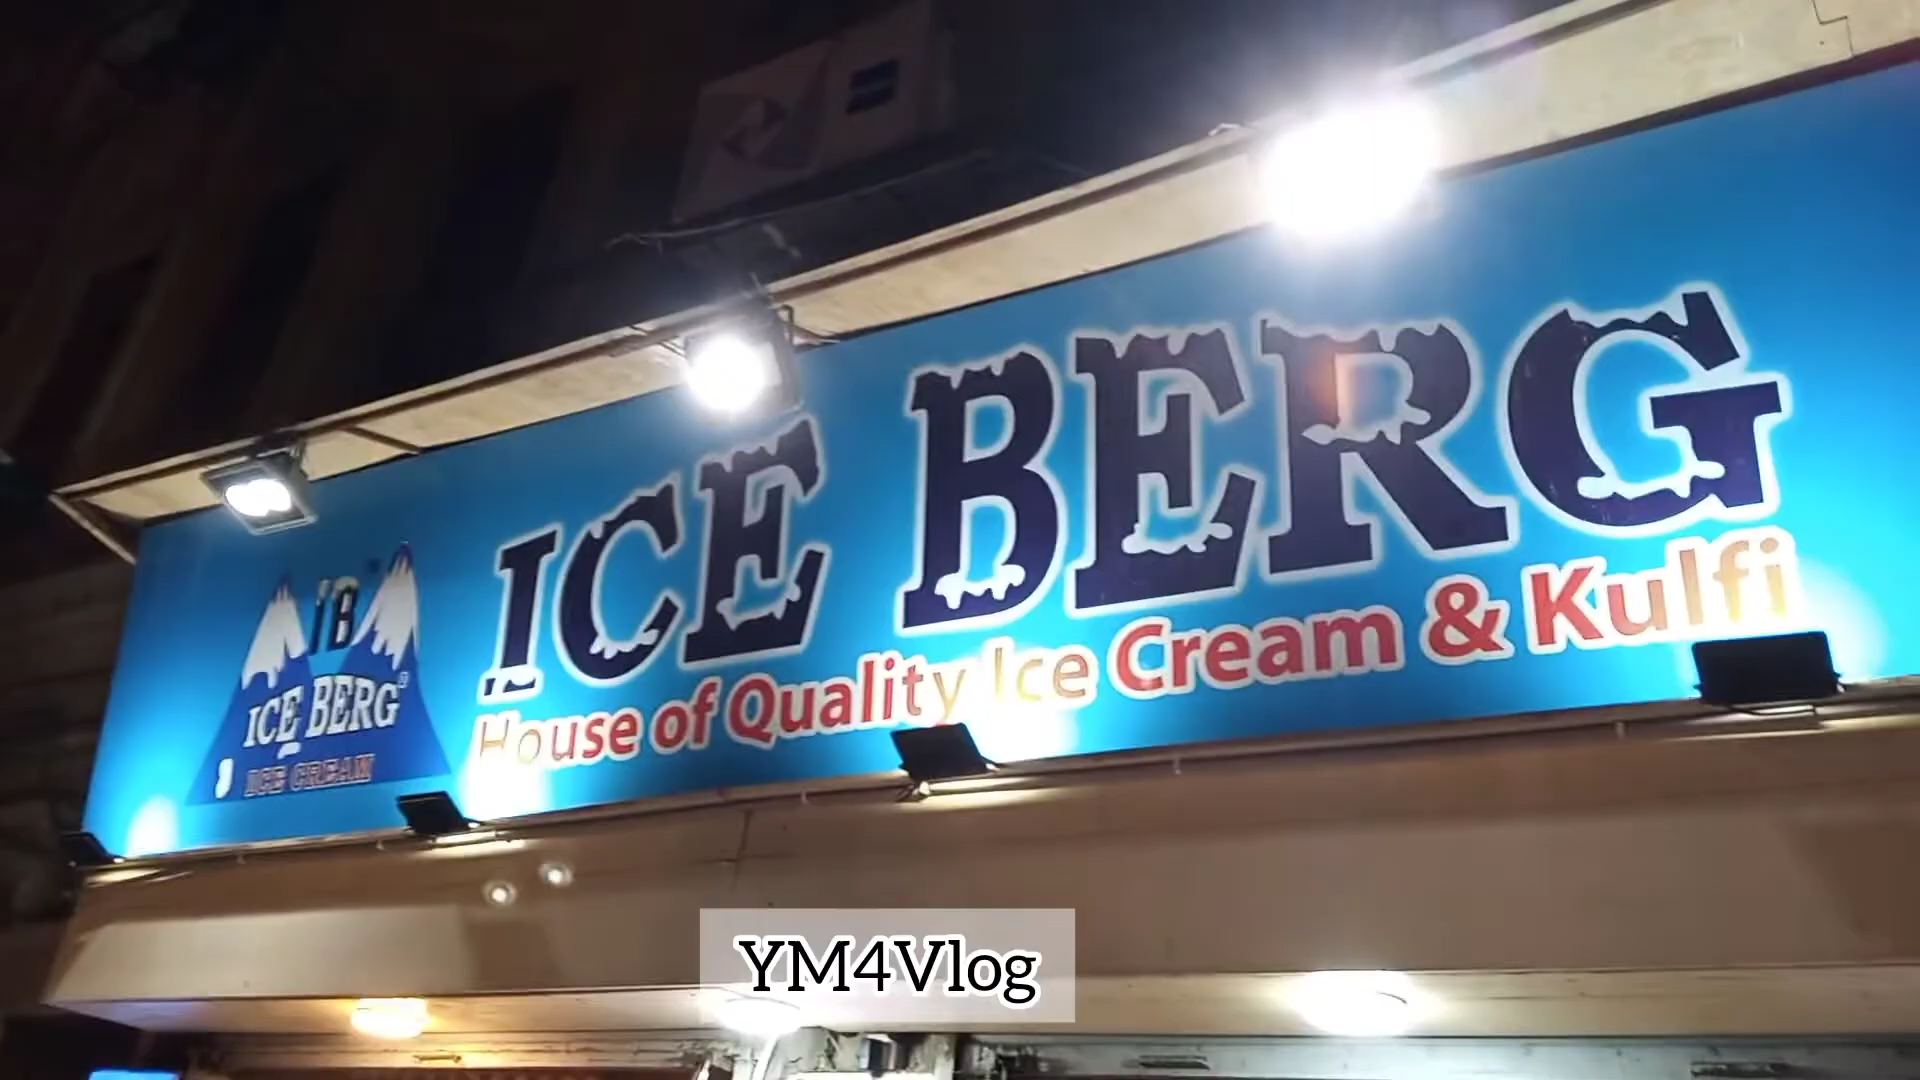 ICE BERG
House of Quality Ice Cream & Kulfi
IB
ICE BERG
ICE CREAM
YM4Vlog